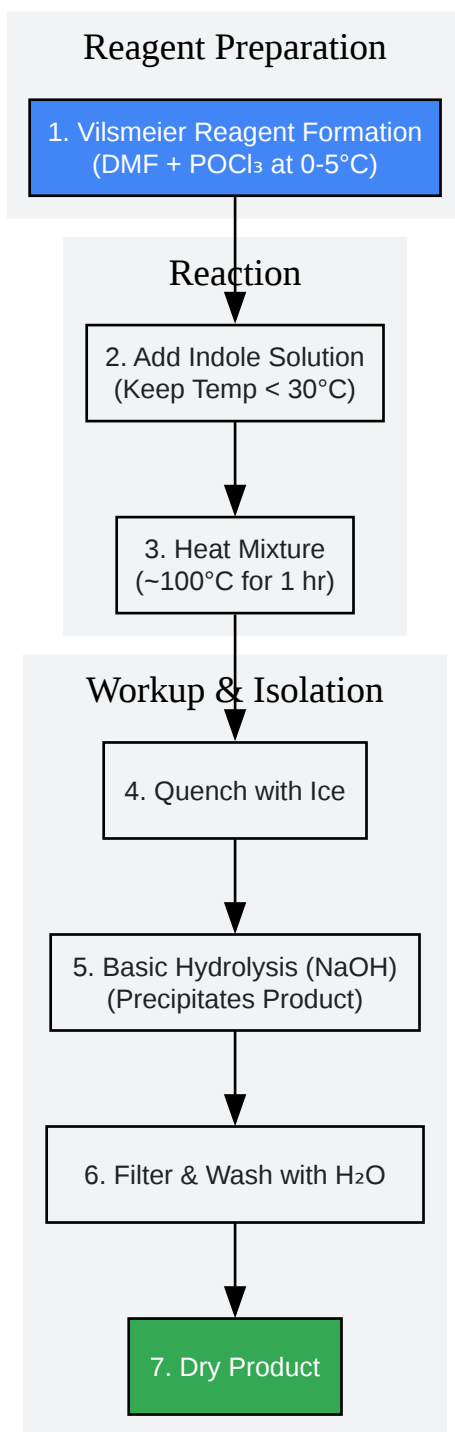 Reagent Preparation
1. Vilsmeier Reagent Formation
(DMF + POCl₃ at 0-5°C)
Reaction
2. Add Indole Solution
(Keep Temp < 30°C)
3. Heat Mixture
(~100°C for 1 hr)
Workup & Isolation
4. Quench with Ice
5. Basic Hydrolysis (NaOH)
(Precipitates Product)
6. Filter & Wash with H₂O
7. Dry Product